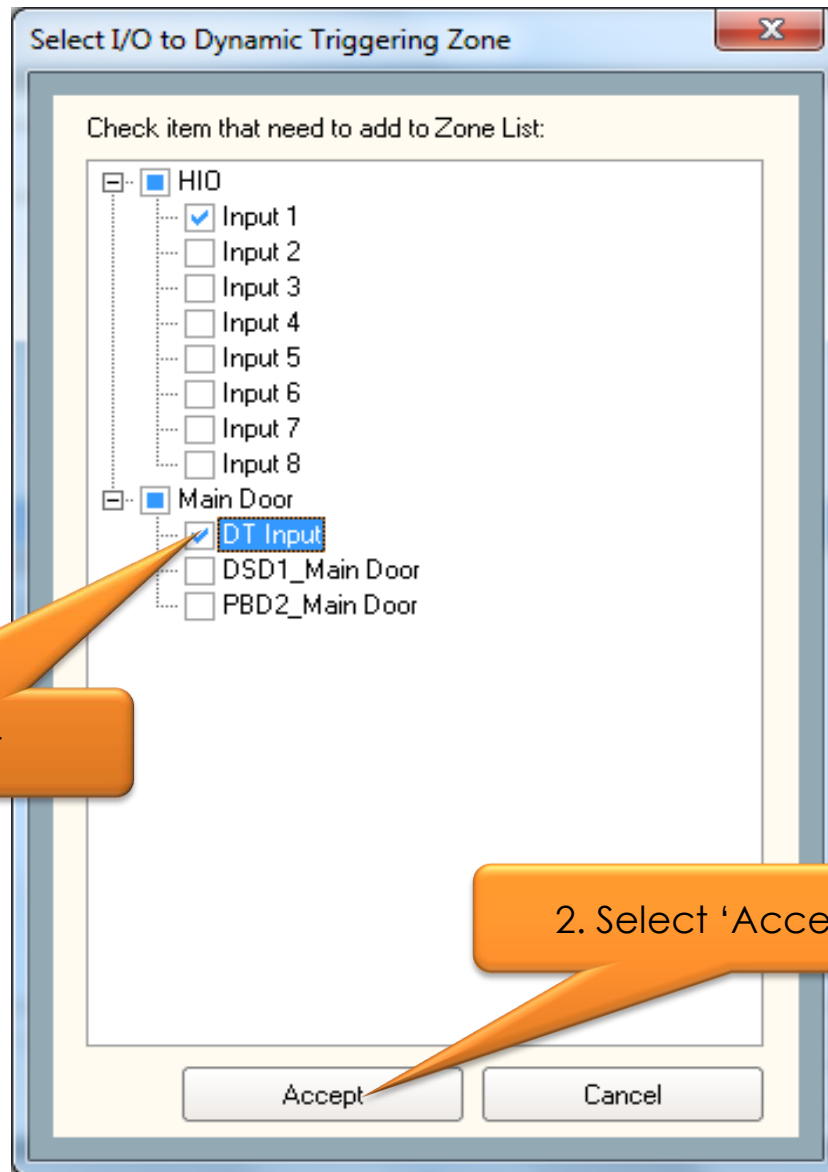 Select I/O to Dynamic Triggering Zone
Check item that need to add to Zone List:
HIO
Input 1
Input 2
Input 3
Input 4
Input 5
Input 6
Input 7
Input 8
Main Door
DT Input
DSD1_Main Door
PBD2_Main Door
2. Select ‘Acce
Accept
Cancel